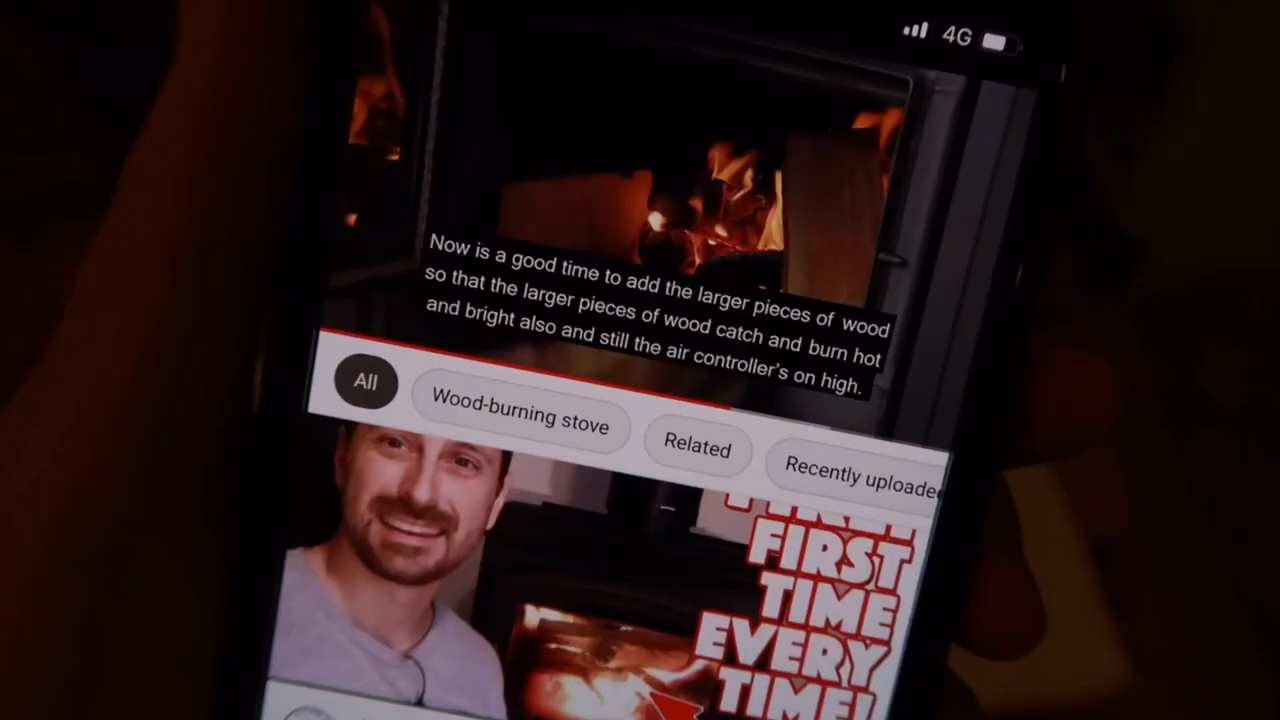 4G
Now is a good time to add the larger pieces of wood
so that the larger pieces of wood catch and burn hot
and bright also and still the air controller's on high.
All
Wood-burning stove
Related
Recently uploade
FIRST
TIME
EVERY
TIME!